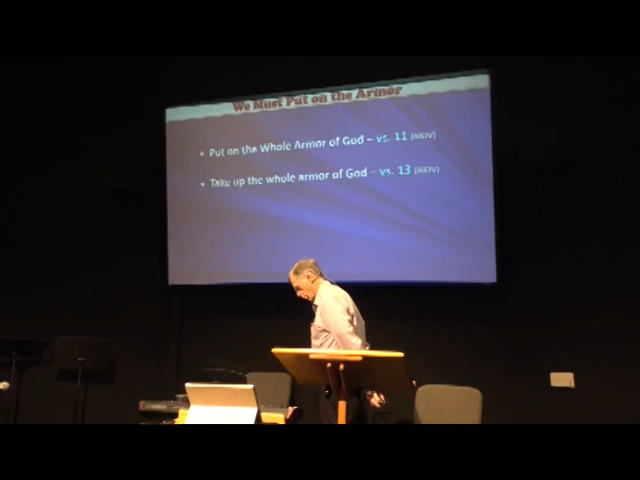 We Must Put on the Armor
• Put on the Whole Armor of God – vs. 11 (NKJV)
• Take up the whole armor of God – vs. 13 (NKJV)